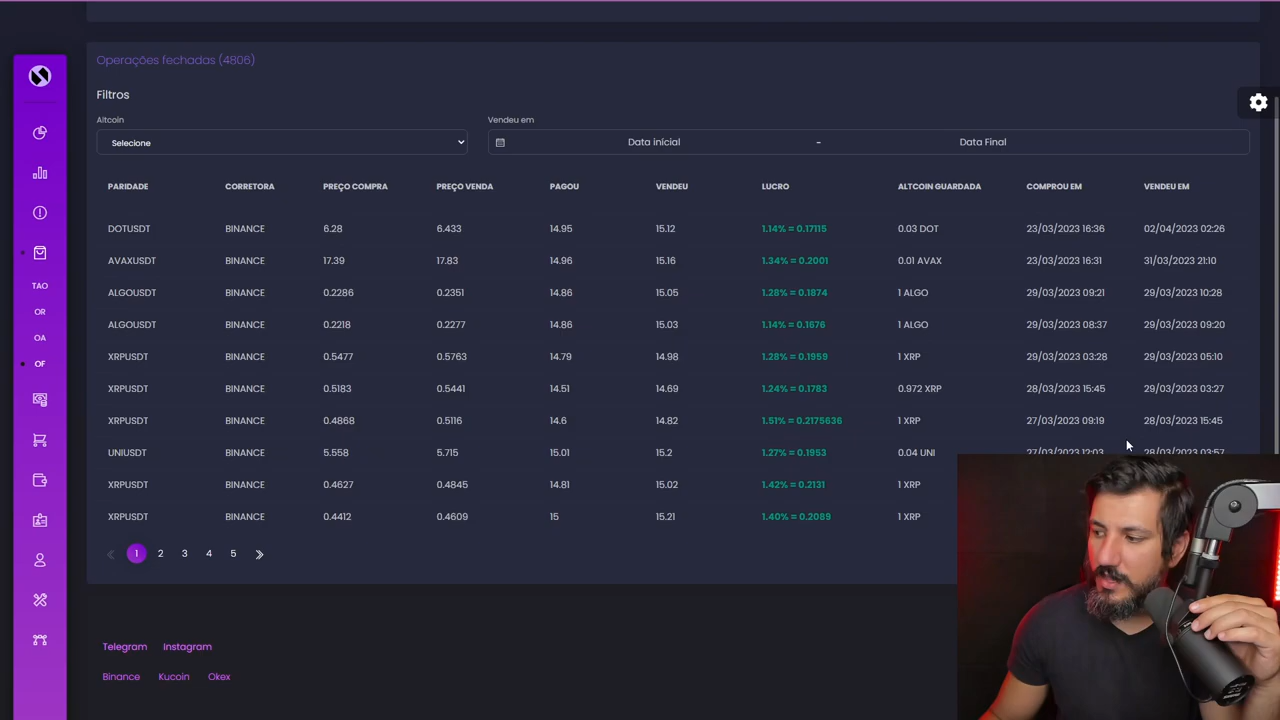 Operações fechadas (4806)
Filtros
Altcoin
Vendeu em
Selecione
Data inícial - Data Final
PARIDADE CORRETORA PREÇO COMPRA PREÇO VENDA PAGOU VENDEU LUCRO ALTCOIN GUARDADA COMPROU EM VENDEU EM
DOTUSDT BINANCE 6.28 6.433 14.95 15.12 1.14% = 0.17115 0.03 DOT 23/03/2023 16:36 02/04/2023 02:26
AVAXUSDT BINANCE 17.39 17.83 14.96 15.16 1.34% = 0.2001 0.01 AVAX 23/03/2023 16:31 31/03/2023 21:10
ALGOUSDT BINANCE 0.2286 0.2351 14.86 15.05 1.28% = 0.1874 1 ALGO 29/03/2023 09:21 29/03/2023 10:28
ALGOUSDT BINANCE 0.2218 0.2277 14.86 15.03 1.14% = 0.1676 1 ALGO 29/03/2023 08:37 29/03/2023 09:20
XRPUSDT BINANCE 0.5477 0.5763 14.79 14.98 1.28% = 0.1959 1 XRP 29/03/2023 03:28 29/03/2023 05:10
XRPUSDT BINANCE 0.5183 0.5441 14.51 14.69 1.24% = 0.1783 0.972 XRP 28/03/2023 15:45 29/03/2023 03:27
XRPUSDT BINANCE 0.4868 0.5116 14.6 14.82 1.51% = 0.2175636 1 XRP 27/03/2023 09:19 28/03/2023 15:45
UNIUSDT BINANCE 5.558 5.715 15.01 15.2 1.27% = 0.1953 0.04 UNI 27/03/2023 12:03 28/03/2023 03:57
XRPUSDT BINANCE 0.4627 0.4845 14.81 15.02 1.42% = 0.2131 1 XRP
XRPUSDT BINANCE 0.4412 0.4609 15 15.21 1.40% = 0.2089 1 XRP
1 2 3 4 5
TAO
OR
OA
OF
Telegram Instagram
Binance Kucoin Okex